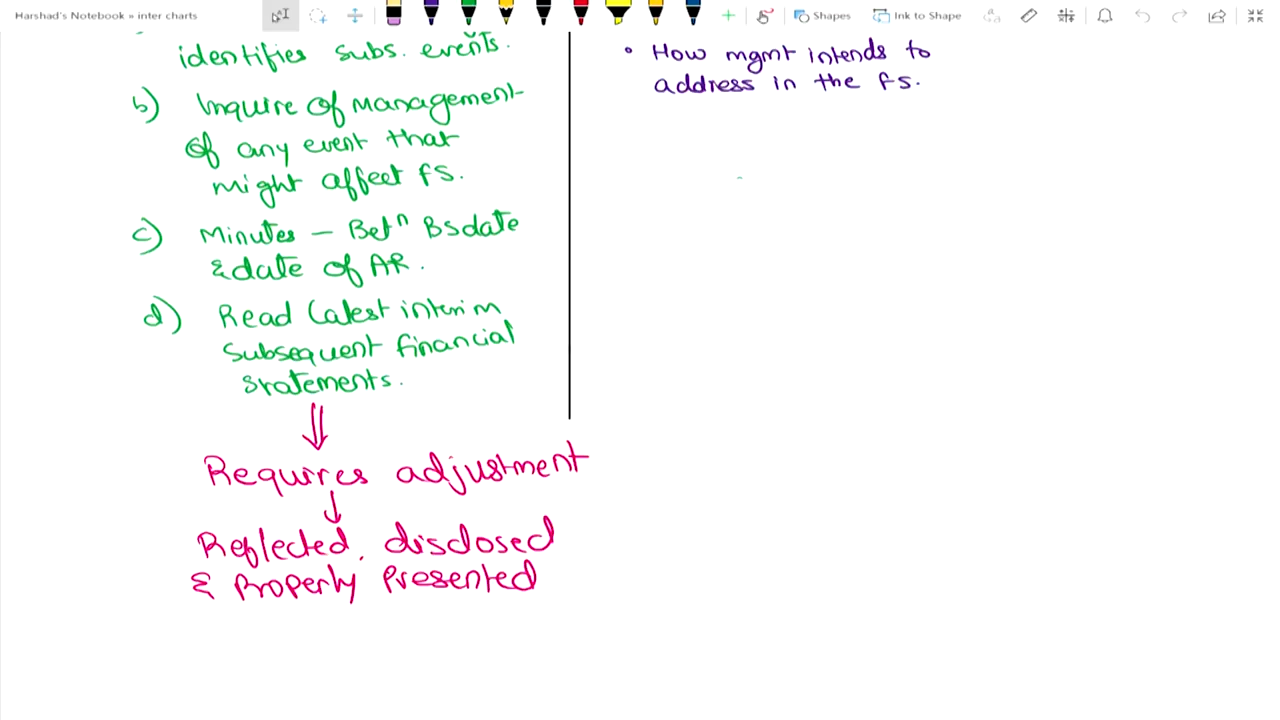 Harshad's Notebook » inter charts
Shapes
Ink to Shape
identifies subs. events.
b) Inquire of management
of any event that
might affect fs.
c) Minutes – Betn BSdate
& date of AR.
d) Read latest interim
subsequent financial
statements.
Requires adjustment
Reflected, disclosed
& Properly Presented
• How mgmt intends to
address in the fs.